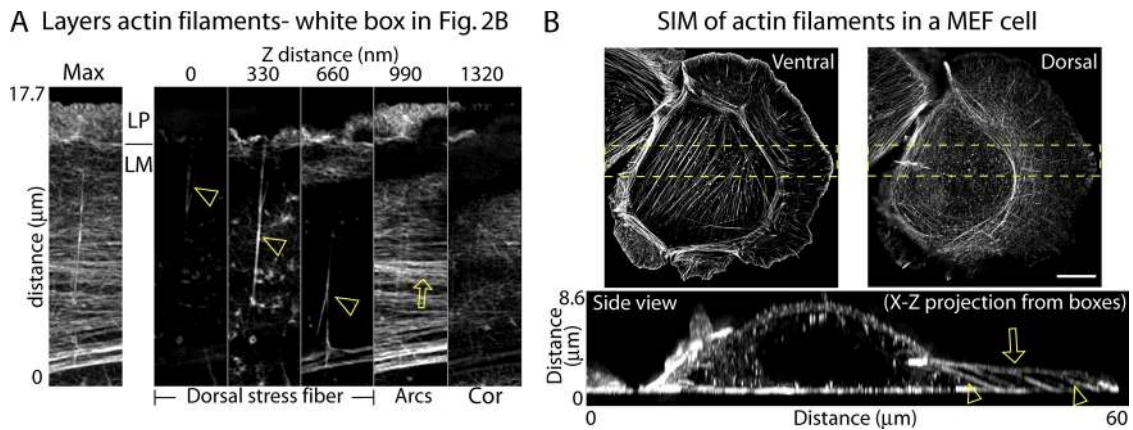 A Layers actin filaments- white box in Fig. 2B
Z distance (nm)
Max 0 330 660 990 1320
17.7
LP
LM
distance (μm)
0
Dorsal stress fiber Arcs Cor
B SIM of actin filaments in a MEF cell
Ventral
Dorsal
8.6
Side view (X-Z projection from boxes)
Distance (μm)
0
0 Distance (μm) 60